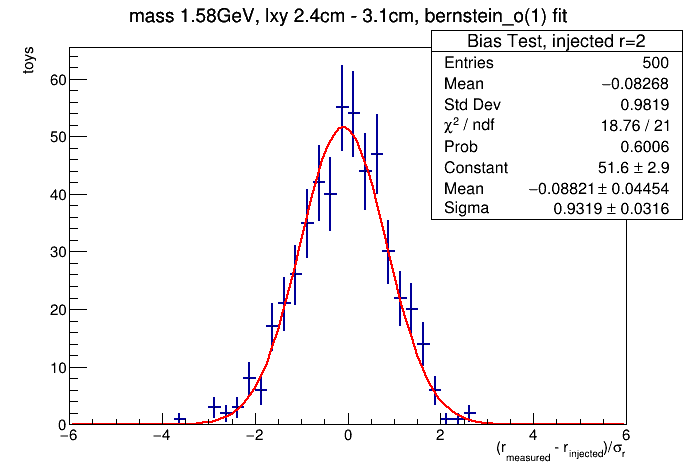 mass 1.58GeV, lxy 2.4cm - 3.1cm, bernstein_o(1) fit
Bias Test, injected r=2
Entries 500
Mean −0.08268
Std Dev 0.9819
χ² / ndf 18.76 / 21
Prob 0.6006
Constant 51.6 ± 2.9
Mean −0.08821 ± 0.04454
Sigma 0.9319 ± 0.0316
toys
60
50
40
30
20
10
0
−6 −4 −2 0 2 4 6
(r_measured - r_injected)/σ_r